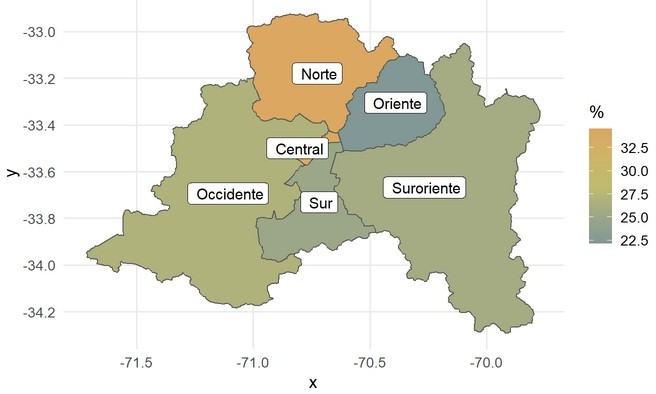 -33.0
-33.2
-33.4
-33.6
-33.8
-34.0
-34.2
y
Norte
Oriente
Central
Occidente
Suroriente
Sur
%
32.5
30.0
27.5
25.0
22.5
-71.5
-71.0
-70.5
-70.0
x